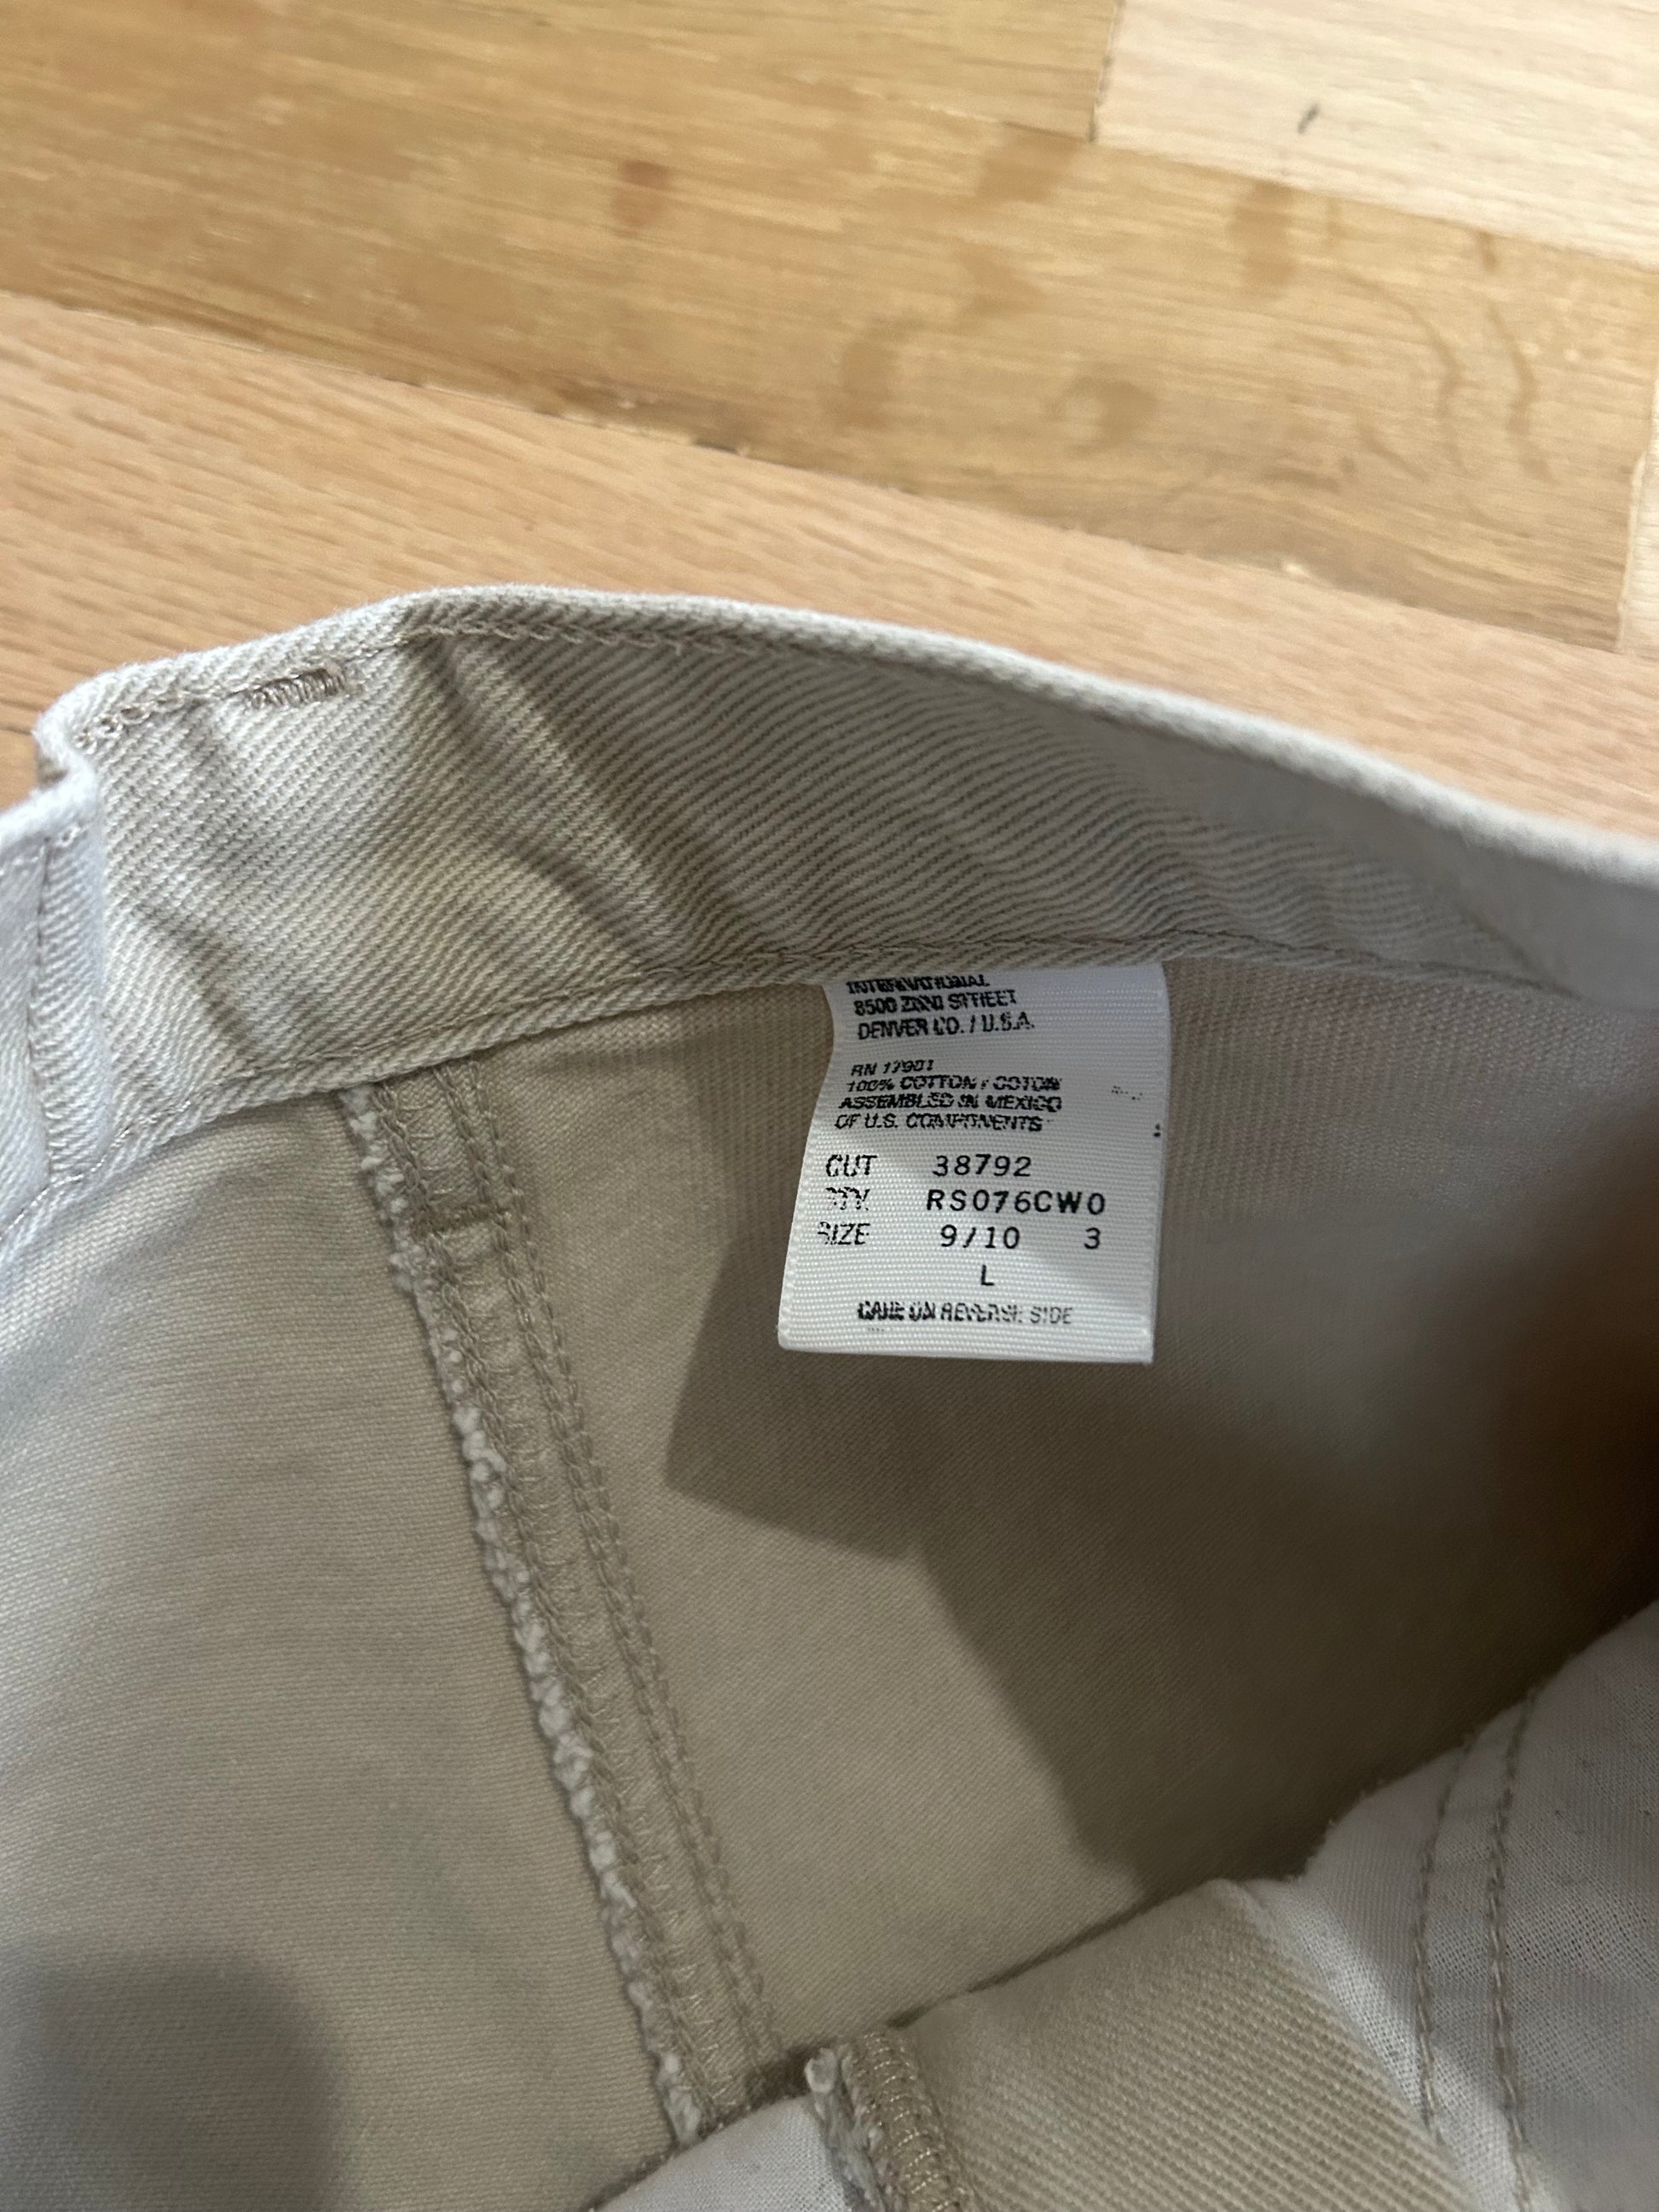 INTERNATIONAL
8500 ZUNI STREET
DENVER CO. / U.S.A.
RN 17901
100% COTTON / COTON
ASSEMBLED IN MEXICO
OF U.S. COMPONENTS
CUT 38792
STY. RS076CW0
SIZE 9/10 3
L
CARE ON REVERSE SIDE